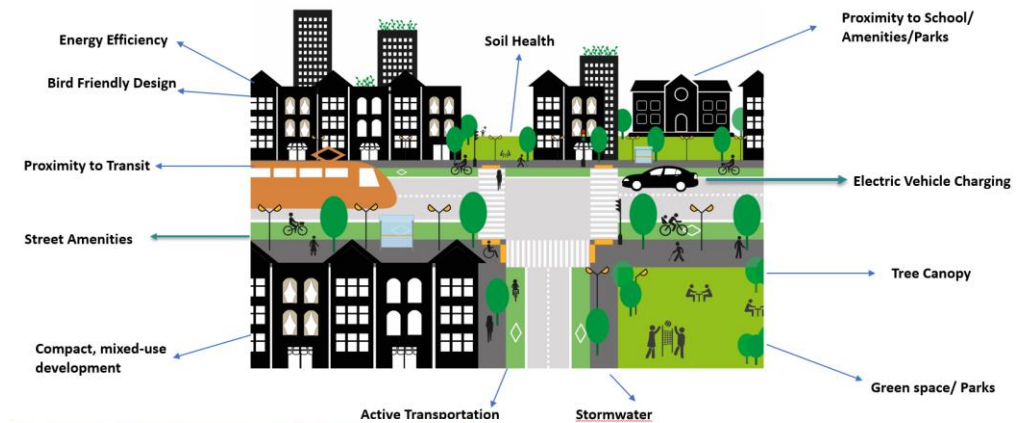 Proximity to School/
Amenities/Parks
Energy Efficiency
Soil Health
Bird Friendly Design
Proximity to Transit
Electric Vehicle Charging
Street Amenities
Tree Canopy
Compact, mixed-use
development
Green space/ Parks
Active Transportation
Stormwater